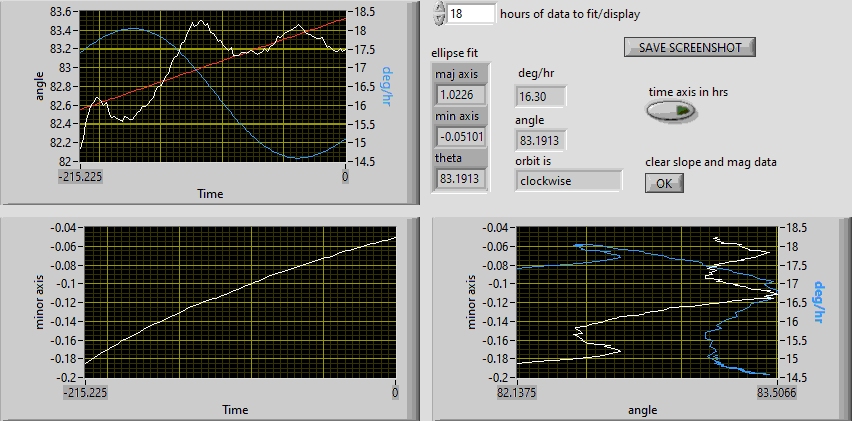 18 hours of data to fit/display
SAVE SCREENSHOT
83.6
83.4
83.2
83
82.8
82.6
82.4
82.2
82
angle
18.5
18
17.5
17
16.5
16
15.5
15
14.5
deg/hr
-215.225
0
Time
ellipse fit
maj axis
1.0226
min axis
-0.05101
theta
83.1913
deg/hr
16.30
angle
83.1913
orbit is
clockwise
time axis in hrs
clear slope and mag data
OK
-0.04
-0.06
-0.08
-0.1
-0.12
-0.14
-0.16
-0.18
-0.2
minor axis
-215.225
0
Time
-0.04
-0.06
-0.08
-0.1
-0.12
-0.14
-0.16
-0.18
-0.2
minor axis
18.5
18
17.5
17
16.5
16
15.5
15
14.5
deg/hr
82.1375
83.5066
angle